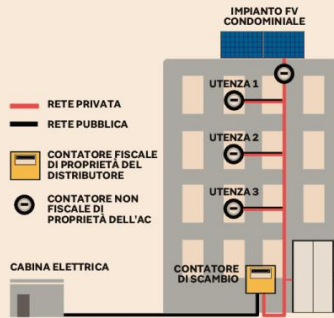 IMPIANTO FV
CONDOMINIALE
UTENZA 1
RETE PRIVATA
RETE PUBBLICA
UTENZA 2
CONTATORE FISCALE
DI PROPRIETÀ DEL
DISTRIBUTORE
CONTATORE NON
FISCALE DI
PROPRIETÀ DELL'AC
UTENZA 3
CABINA ELETTRICA
CONTATORE
DI SCAMBIO